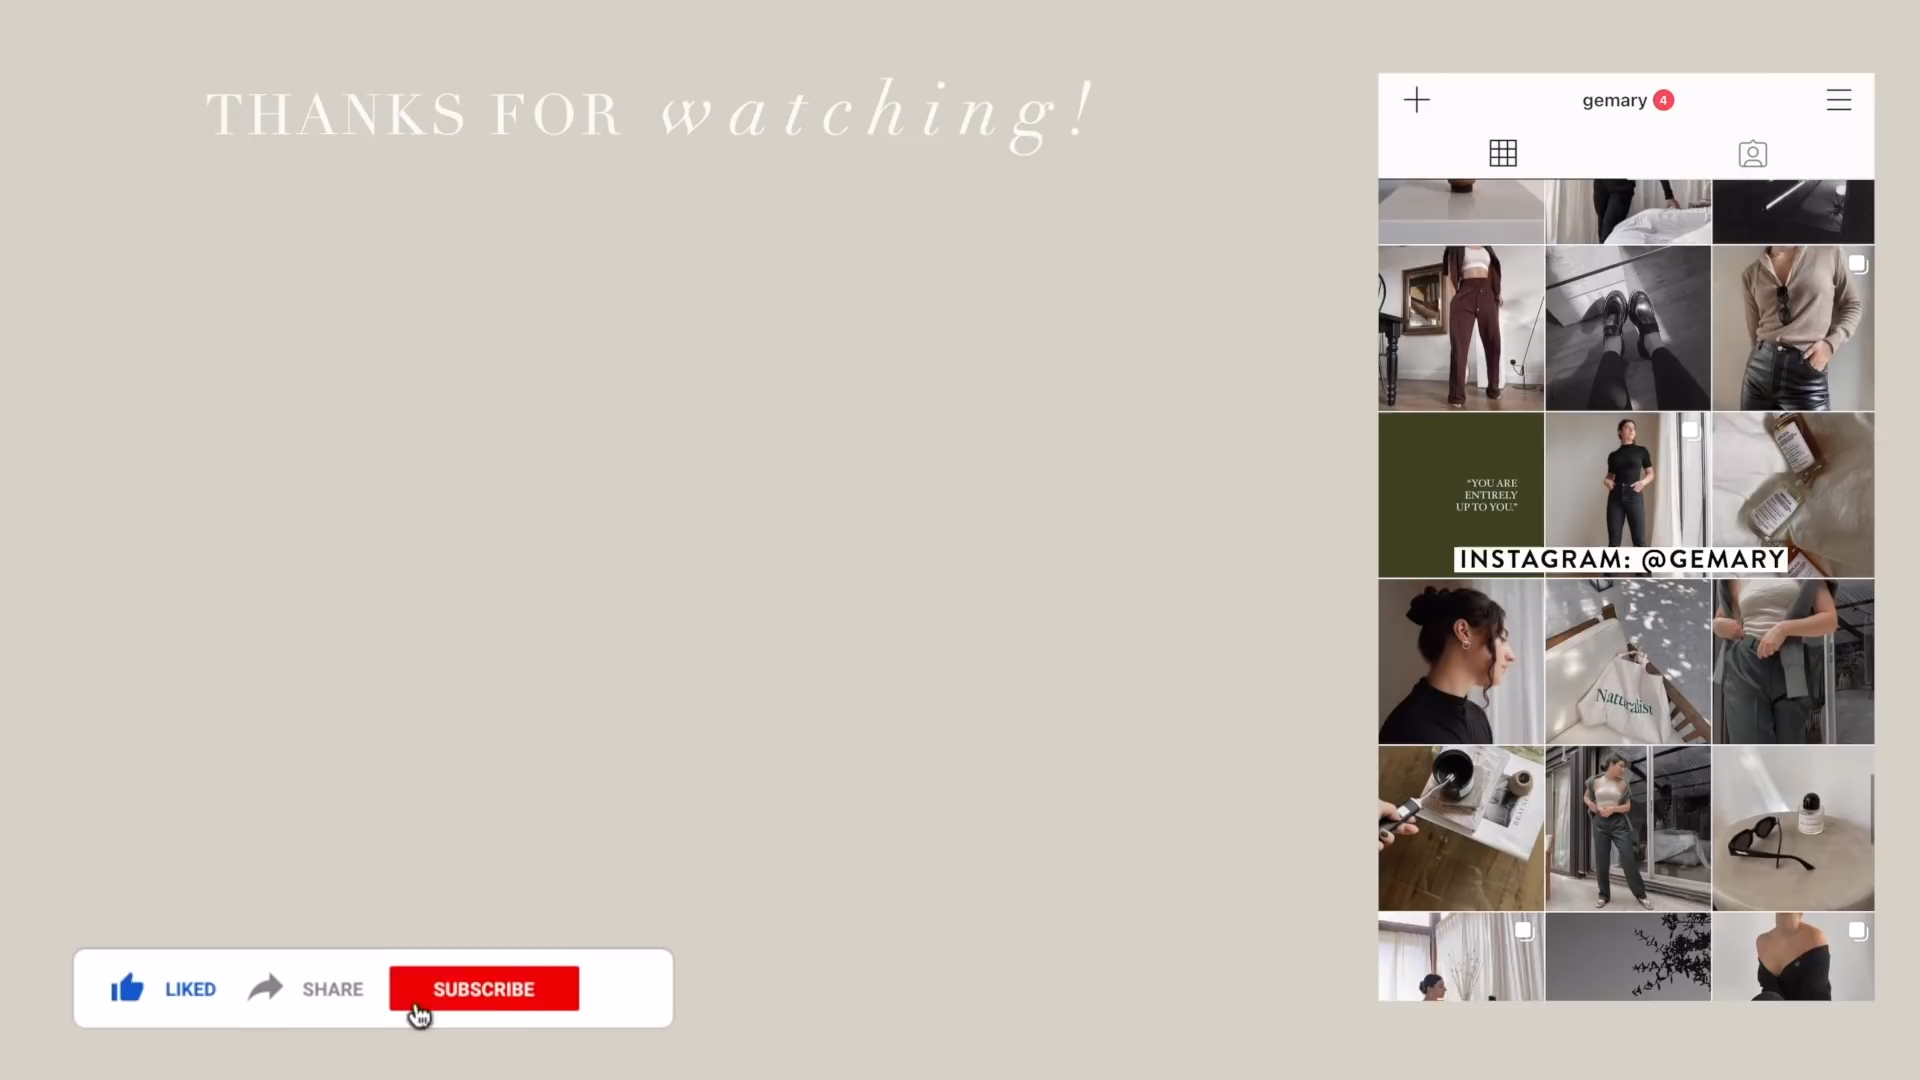 THANKS FOR watching!
gemary 4
“YOU ARE
ENTIRELY
UP TO YOU.”
INSTAGRAM: @GEMARY
Naturalist
LIKED SHARE SUBSCRIBE